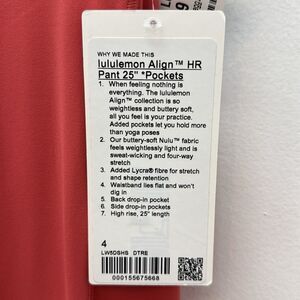 WHY WE MADE THIS
lululemon Align™ HR
Pant 25" *Pockets
1. When feeling nothing is
everything. The lululemon
Align™ collection is so
weightless and buttery soft,
all you feel is your practice.
Added pockets let you hold more
than yoga poses
2. Our buttery-soft Nulu™ fabric
feels weightlessly light and is
sweat-wicking and four-way
stretch
3. Added Lycra® fibre for stretch
and shape retention
4. Waistband lies flat and won't
dig in
5. Back drop-in pocket
6. Side drop-in pockets
7. High rise, 25" length
4
LW5DSHS DTRE
000155675668